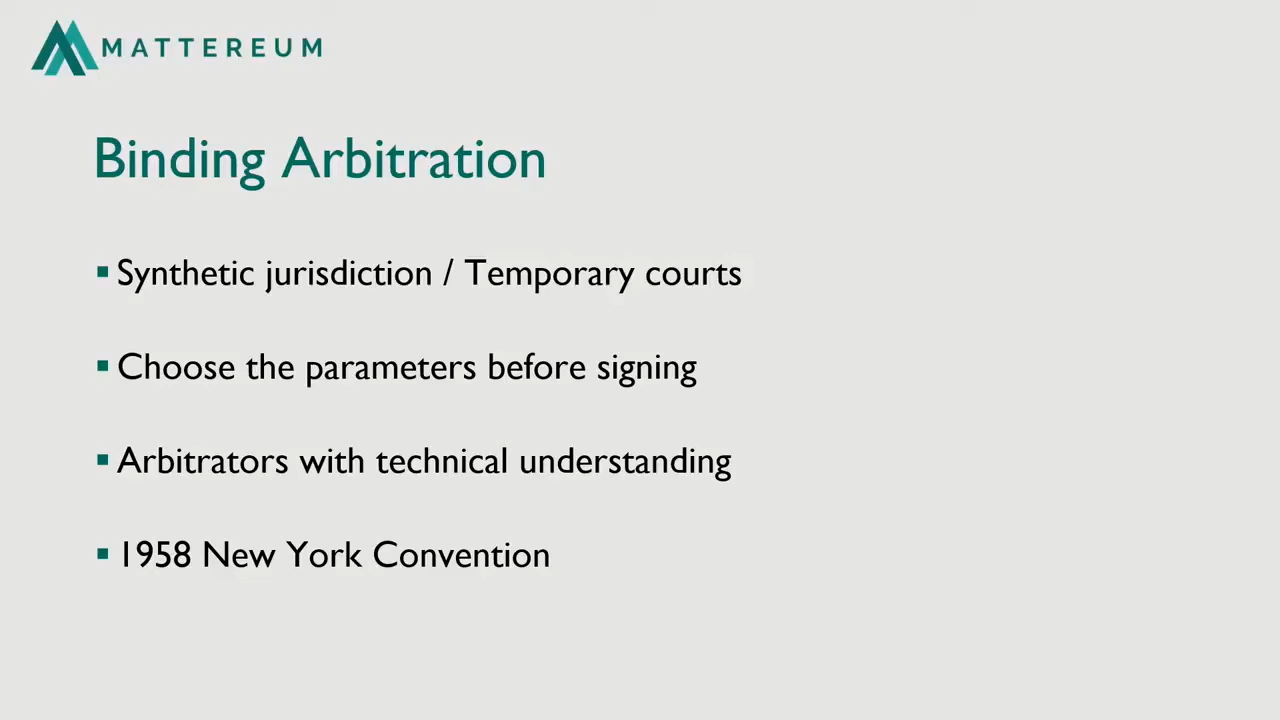 MATTEREUM
Binding Arbitration
▪ Synthetic jurisdiction / Temporary courts
▪ Choose the parameters before signing
▪ Arbitrators with technical understanding
▪ 1958 New York Convention